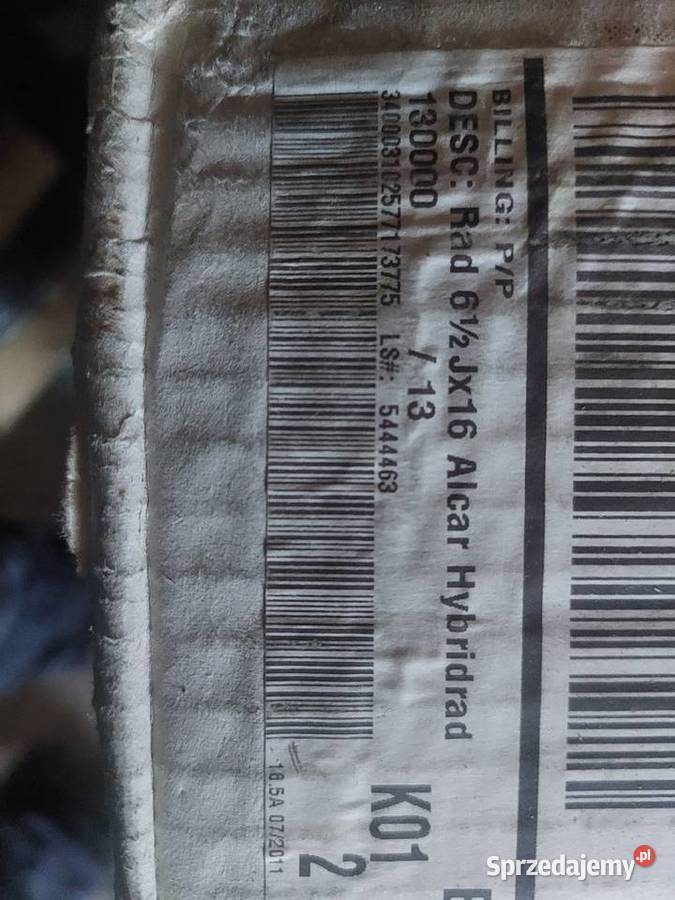 BILLING: P/P
DESC: Rad 6½Jx16 Alcar Hybridrad
130000 / 13
340003102577173775 LS#: 5444463
K01
2
16.5A 07/2011
Sprzedajemy.pl